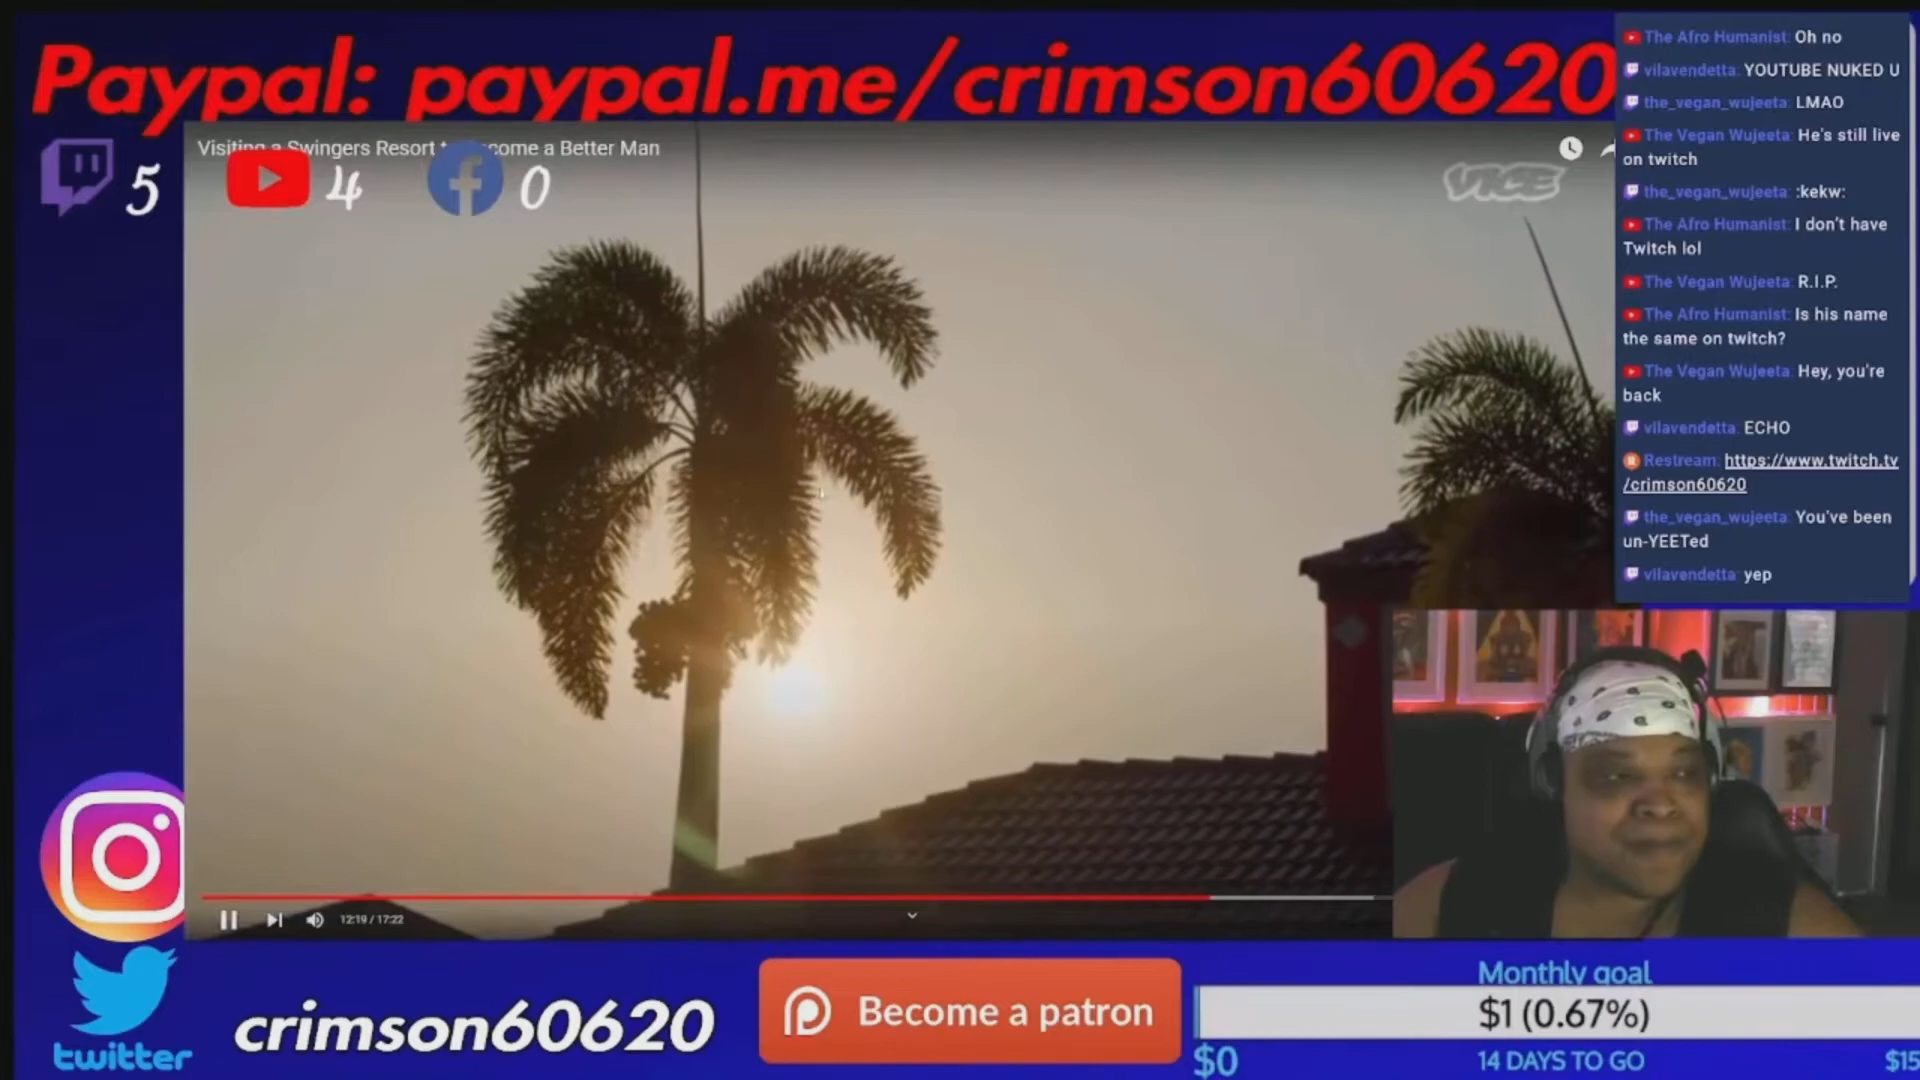 Paypal: paypal.me/crimson60620
5
4
0
Visiting a Swingers Resort to Become a Better Man
VICE
The Afro Humanist: Oh no
vilavendetta: YOUTUBE NUKED U
the_vegan_wujeeta: LMAO
The Vegan Wujeeta: He's still live
on twitch
the_vegan_wujeeta: :kekw:
The Afro Humanist: I don't have
Twitch lol
The Vegan Wujeeta: R.I.P.
The Afro Humanist: Is his name
the same on twitch?
The Vegan Wujeeta: Hey, you're
back
vilavendetta: ECHO
Restream: https://www.twitch.tv
/crimson60620
the_vegan_wujeeta: You've been
un-YEETed
vilavendetta: yep
12:19 / 17:22
twitter
crimson60620
Become a patron
Monthly goal
$1 (0.67%)
$0
14 DAYS TO GO
$15